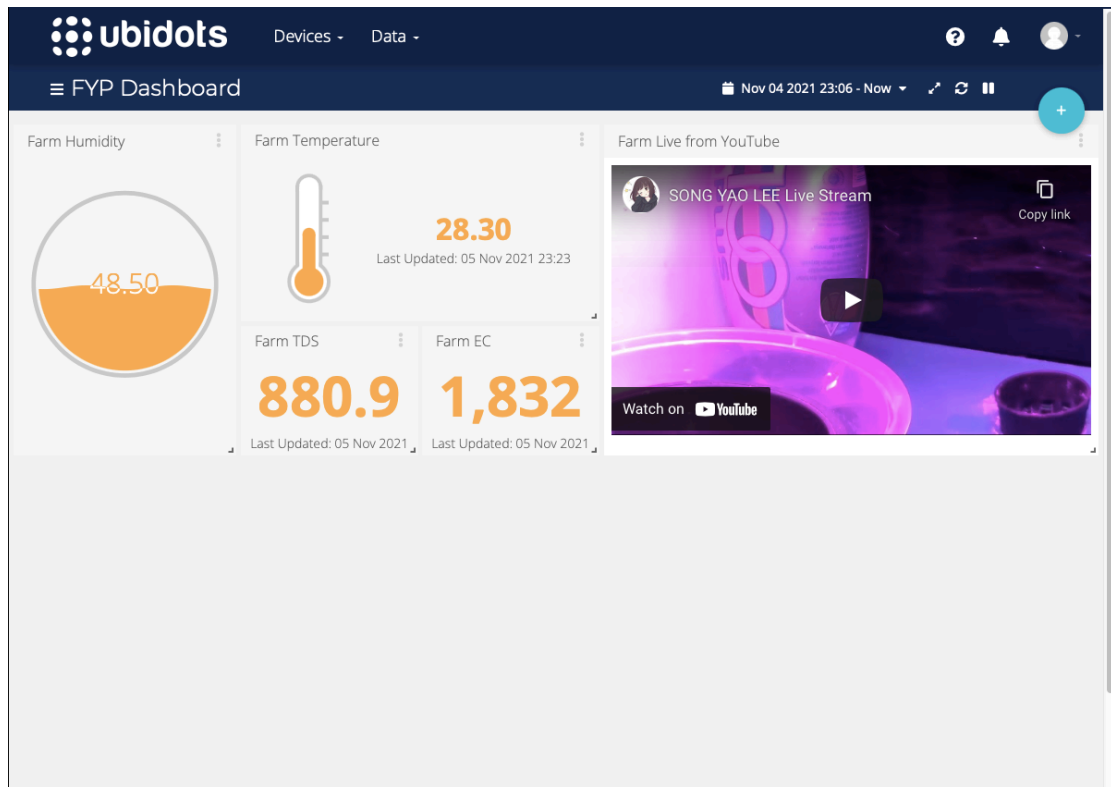 ubidots
Devices
Data
FYP Dashboard
Nov 04 2021 23:06 - Now
Farm Humidity
48.50
Farm Temperature
28.30
Last Updated: 05 Nov 2021 23:23
Farm TDS
880.9
Last Updated: 05 Nov 2021
Farm EC
1,832
Last Updated: 05 Nov 2021
Farm Live from YouTube
SONG YAO LEE Live Stream
Copy link
Watch on YouTube